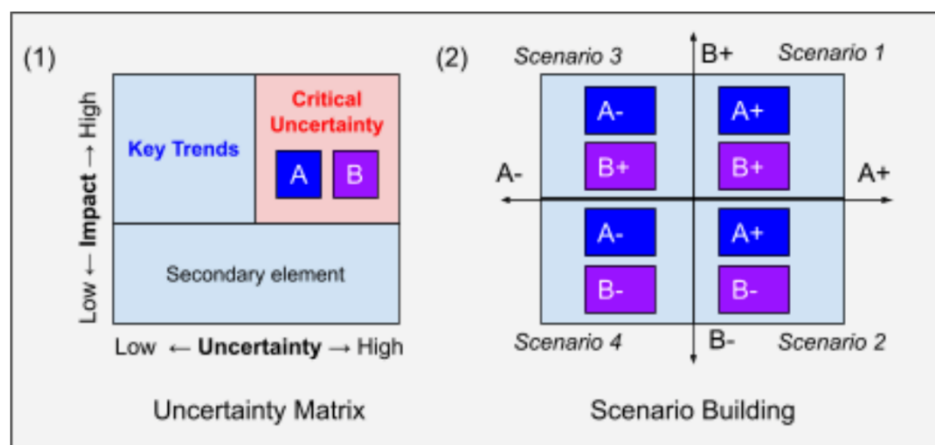 (1)
High
Low ← Impact → High
Key Trends
Critical
Uncertainty
A
B
Secondary element
Low ← Uncertainty → High
Uncertainty Matrix
(2)
Scenario 3
B+
Scenario 1
A-
A+
B+
B+
A-
A+
A-
A+
B-
B-
Scenario 4
B-
Scenario 2
Scenario Building